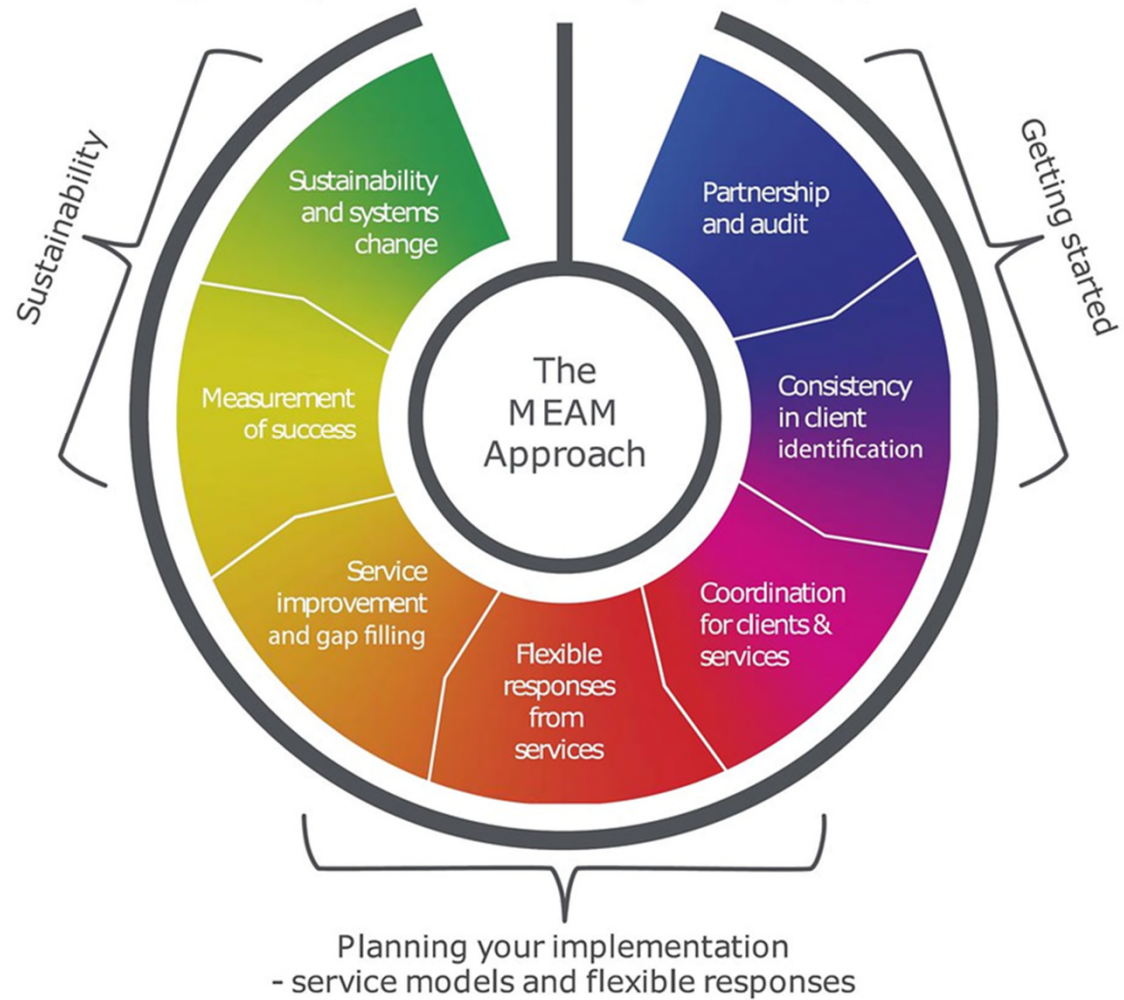 The
MEAM
Approach
Partnership
and audit
Consistency
in client
identification
Coordination
for clients &
services
Flexible
responses
from
services
Service
improvement
and gap filling
Measurement
of success
Sustainability
and systems
change
Getting started
Planning your implementation
- service models and flexible responses
Sustainability